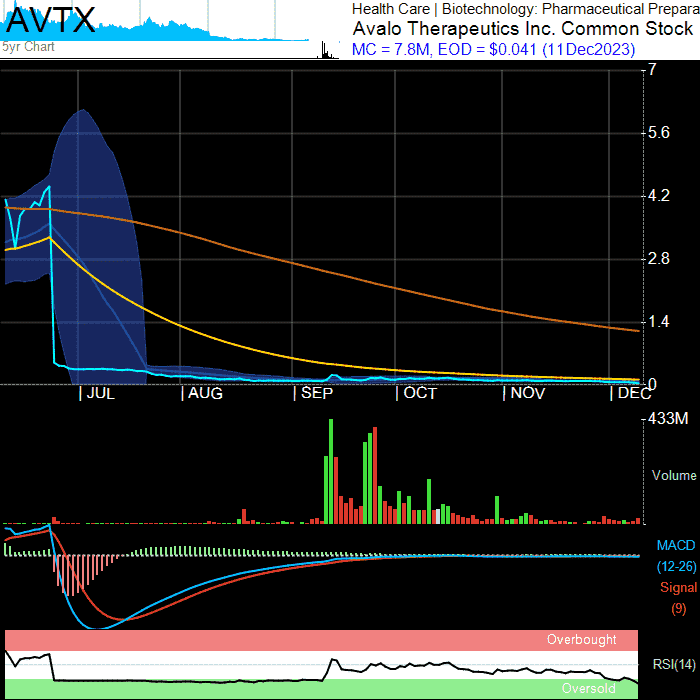 AVTX
5yr Chart
Health Care | Biotechnology: Pharmaceutical Prepara
Avalo Therapeutics Inc. Common Stock
MC = 7.8M, EOD = $0.041 (11Dec2023)
7
5.6
4.2
2.8
1.4
0
| JUL
| AUG
| SEP
| OCT
| NOV
| DEC
433M
Volume
MACD
(12-26)
Signal
(9)
Overbought
RSI(14)
Oversold